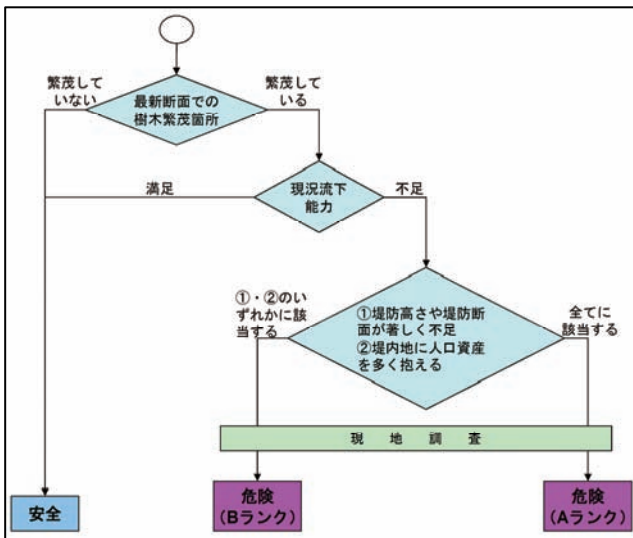 繁茂して
いない
最新断面での
樹木繁茂箇所
繁茂して
いる
満足
現況流下
能力
不足
①・②のい
ずれかに該
当する
①堤防高さや堤防断
面が著しく不足
②堤内地に人口資産
を多く抱える
全てに
該当する
現地調査
安全
危険
（Bランク）
危険
（Aランク）